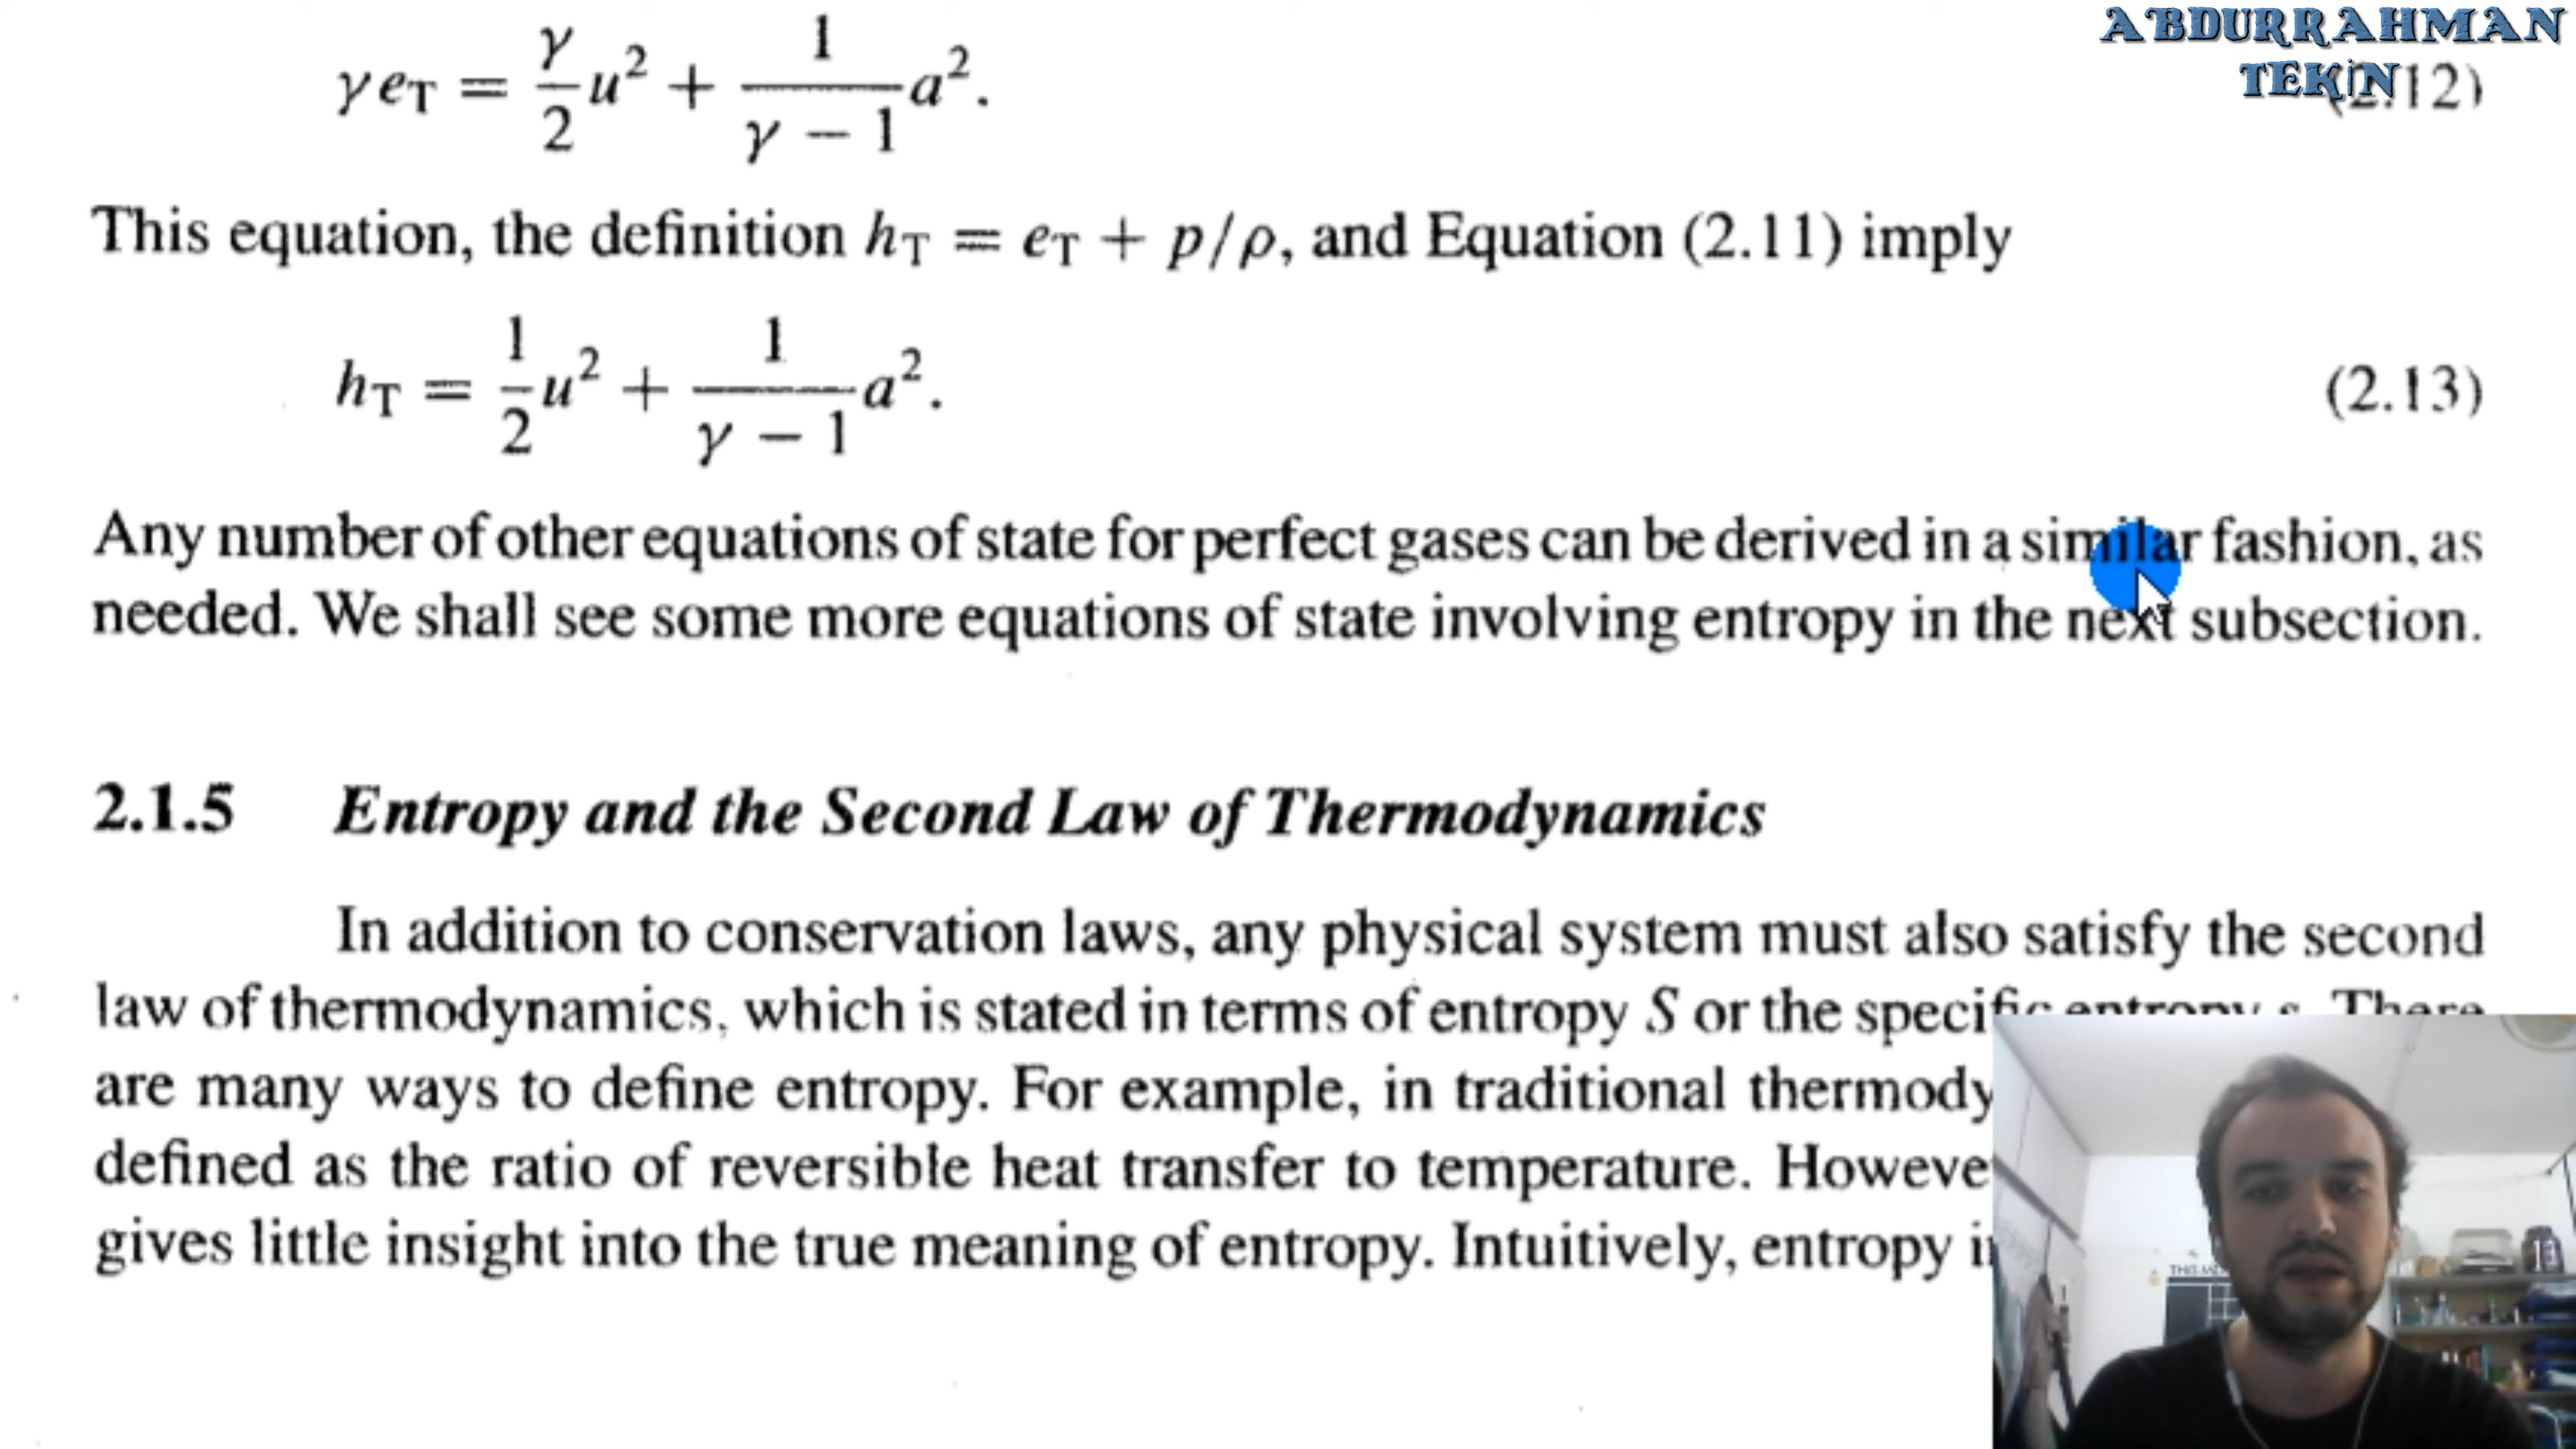 ABDURRAHMAN
TEKİN
γe_T = γ/2 u² + 1/(γ − 1) a². (2.12)
This equation, the definition h_T = e_T + p/ρ, and Equation (2.11) imply
h_T = 1/2 u² + 1/(γ − 1) a². (2.13)
Any number of other equations of state for perfect gases can be derived in a similar fashion, as
needed. We shall see some more equations of state involving entropy in the next subsection.
2.1.5 Entropy and the Second Law of Thermodynamics
In addition to conservation laws, any physical system must also satisfy the second
law of thermodynamics, which is stated in terms of entropy S or the specific entropy s. There
are many ways to define entropy. For example, in traditional thermody
defined as the ratio of reversible heat transfer to temperature. Howeve
gives little insight into the true meaning of entropy. Intuitively, entropy